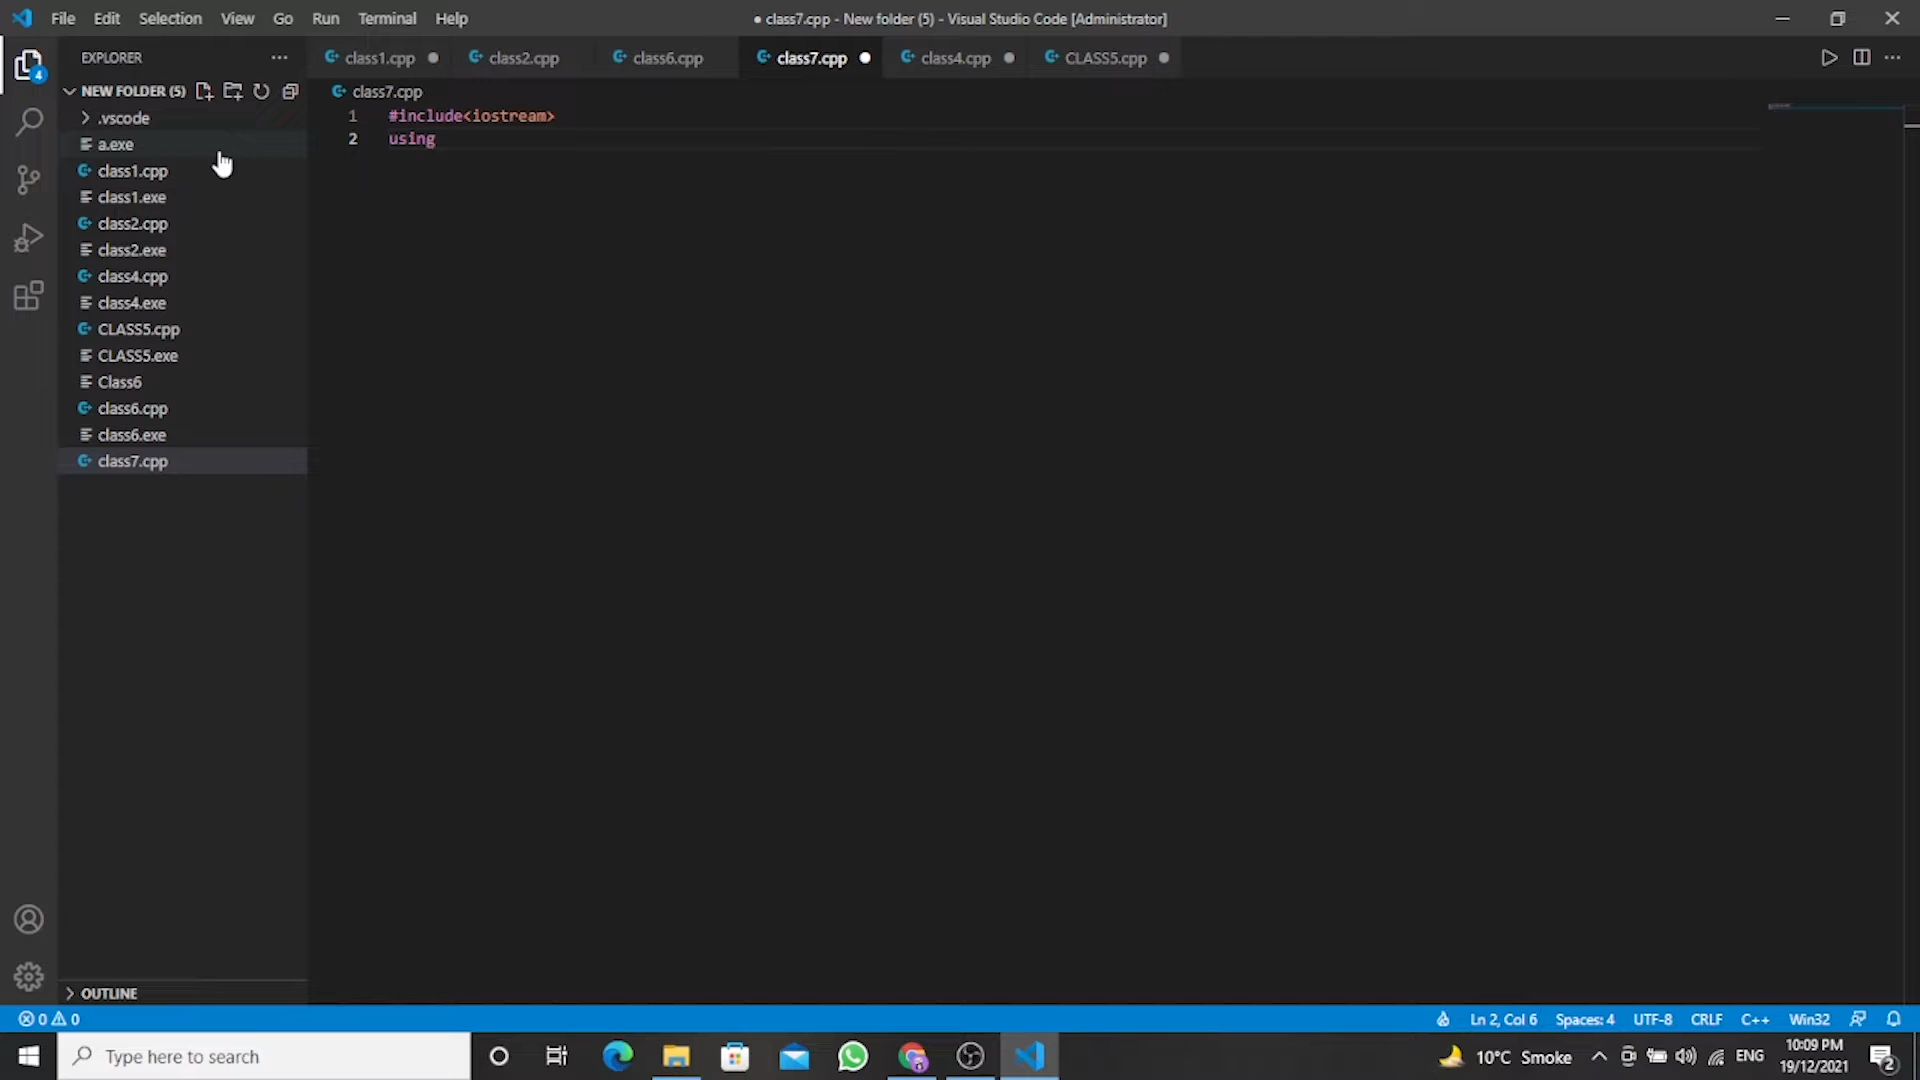 File Edit Selection View Go Run Terminal Help
● class7.cpp - New folder (5) - Visual Studio Code [Administrator]
EXPLORER
class1.cpp
class2.cpp
class6.cpp
class7.cpp
class4.cpp
CLASS5.cpp
NEW FOLDER (5)
class7.cpp
.vscode
a.exe
class1.cpp
class1.exe
class2.cpp
class2.exe
class4.cpp
class4.exe
CLASS5.cpp
CLASS5.exe
Class6
class6.cpp
class6.exe
class7.cpp
1 #include<iostream>
2 using
4
OUTLINE
0 0
Ln 2, Col 6 Spaces: 4 UTF-8 CRLF C++ Win32
Type here to search
10°C Smoke
ENG
10:09 PM
19/12/2021
2